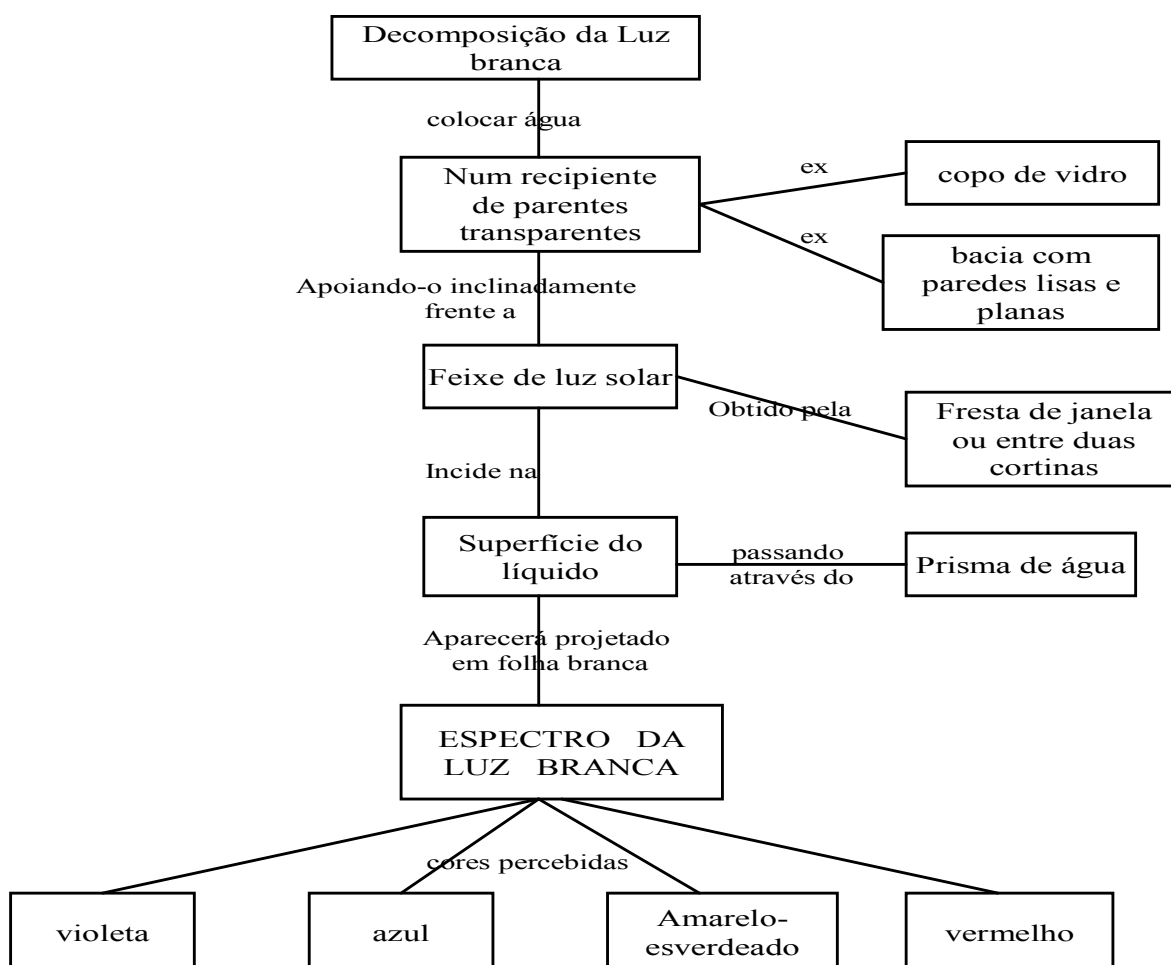 Decomposição da Luz
branca
colocar água
Num recipiente
de parentes
transparentes
ex
copo de vidro
ex
bacia com
paredes lisas e
planas
Apoiando-o inclinadamente
frente a
Feixe de luz solar
Obtido pela
Fresta de janela
ou entre duas
cortinas
Incide na
Superfície do
líquido
passando
através do
Prisma de água
Aparecerá projetado
em folha branca
ESPECTRO DA
LUZ BRANCA
cores percebidas
violeta
azul
Amarelo-
esverdeado
vermelho